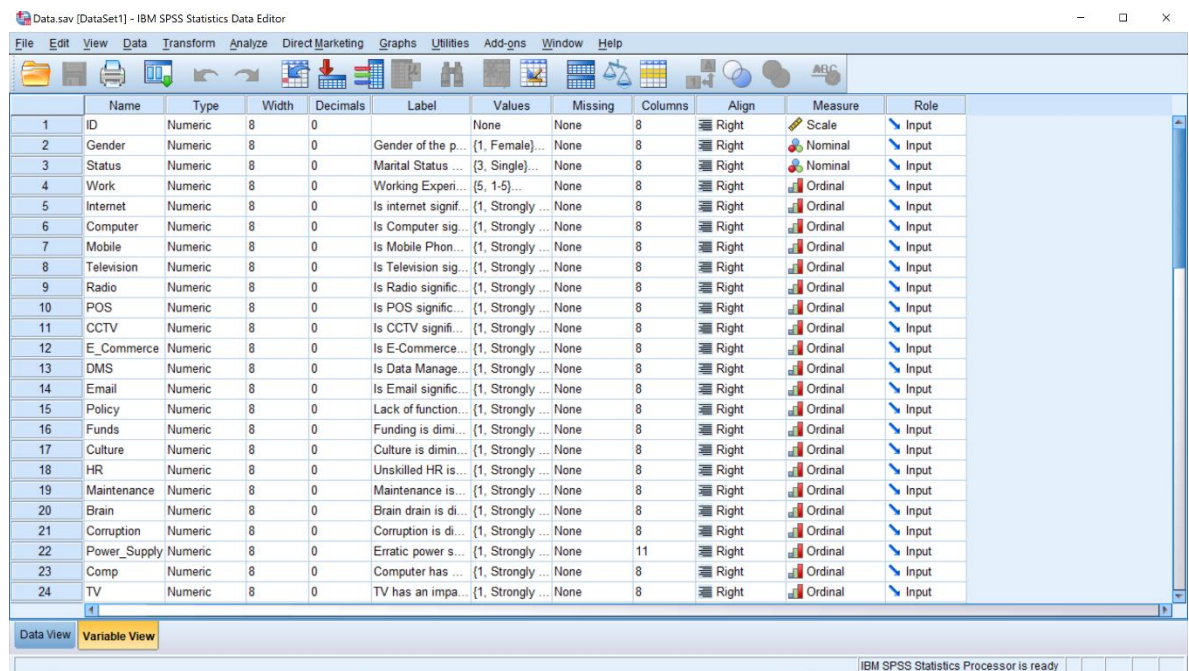 Data.sav [DataSet1] - IBM SPSS Statistics Data Editor
File Edit View Data Transform Analyze Direct Marketing Graphs Utilities Add-ons Window Help
Name Type Width Decimals Label Values Missing Columns Align Measure Role
1 ID Numeric 8 0 None None 8 Right Scale Input
2 Gender Numeric 8 0 Gender of the p... {1, Female}... None 8 Right Nominal Input
3 Status Numeric 8 0 Marital Status ... {3, Single}... None 8 Right Nominal Input
4 Work Numeric 8 0 Working Experi... {5, 1-5}... None 8 Right Ordinal Input
5 Internet Numeric 8 0 Is internet signif... {1, Strongly ... None 8 Right Ordinal Input
6 Computer Numeric 8 0 Is Computer sig... {1, Strongly ... None 8 Right Ordinal Input
7 Mobile Numeric 8 0 Is Mobile Phon... {1, Strongly ... None 8 Right Ordinal Input
8 Television Numeric 8 0 Is Television sig... {1, Strongly ... None 8 Right Ordinal Input
9 Radio Numeric 8 0 Is Radio signific... {1, Strongly ... None 8 Right Ordinal Input
10 POS Numeric 8 0 Is POS signific... {1, Strongly ... None 8 Right Ordinal Input
11 CCTV Numeric 8 0 Is CCTV signifi... {1, Strongly ... None 8 Right Ordinal Input
12 E_Commerce Numeric 8 0 Is E-Commerce... {1, Strongly ... None 8 Right Ordinal Input
13 DMS Numeric 8 0 Is Data Manage... {1, Strongly ... None 8 Right Ordinal Input
14 Email Numeric 8 0 Is Email signific... {1, Strongly ... None 8 Right Ordinal Input
15 Policy Numeric 8 0 Lack of function... {1, Strongly ... None 8 Right Ordinal Input
16 Funds Numeric 8 0 Funding is dimi... {1, Strongly ... None 8 Right Ordinal Input
17 Culture Numeric 8 0 Culture is dimin... {1, Strongly ... None 8 Right Ordinal Input
18 HR Numeric 8 0 Unskilled HR is... {1, Strongly ... None 8 Right Ordinal Input
19 Maintenance Numeric 8 0 Maintenance is... {1, Strongly ... None 8 Right Ordinal Input
20 Brain Numeric 8 0 Brain drain is di... {1, Strongly ... None 8 Right Ordinal Input
21 Corruption Numeric 8 0 Corruption is di... {1, Strongly ... None 8 Right Ordinal Input
22 Power_Supply Numeric 8 0 Erratic power s... {1, Strongly ... None 11 Right Ordinal Input
23 Comp Numeric 8 0 Computer has ... {1, Strongly ... None 8 Right Ordinal Input
24 TV Numeric 8 0 TV has an impa... {1, Strongly ... None 8 Right Ordinal Input
Data View Variable View
IBM SPSS Statistics Processor is ready